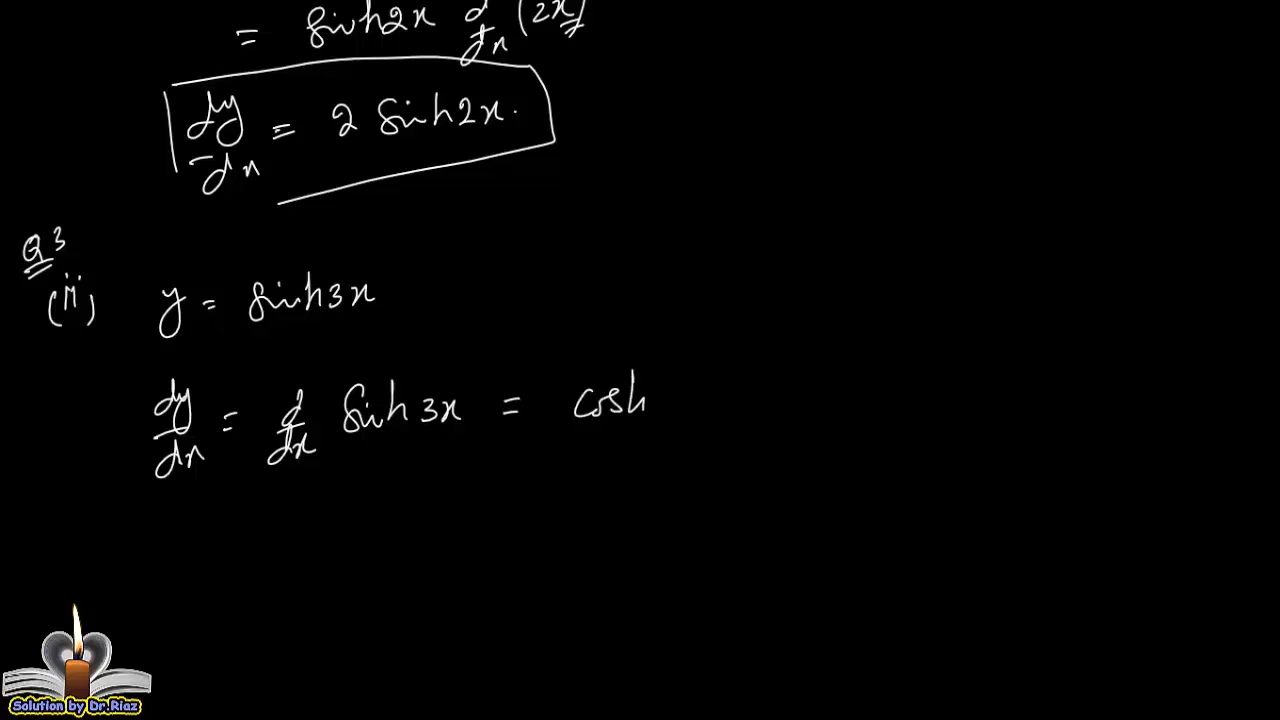 = sinh2x d/dx (2x)
dy/dx = 2 sinh2x.
Q3
(ii) y = sinh3x
dy/dx = d/dx sinh3x = cosh
Solution by Dr.Riaz